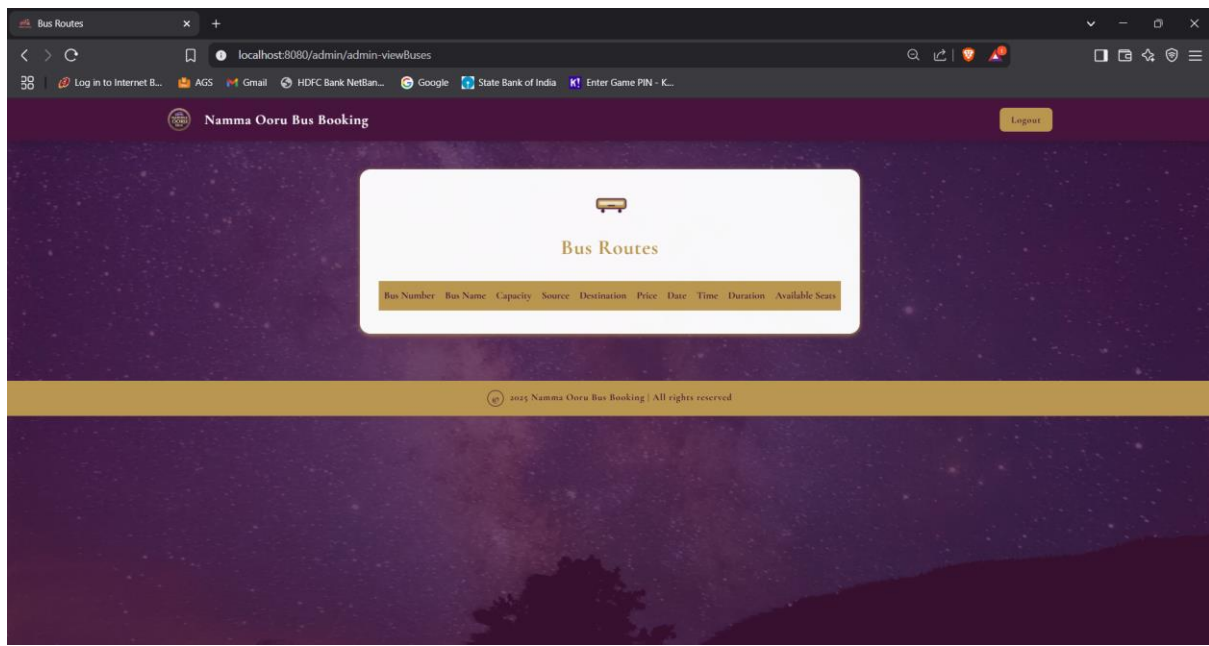 Bus Routes
localhost:8080/admin/admin-viewBuses
Log in to Internet B... AGS Gmail HDFC Bank NetBan... Google State Bank of India K! Enter Game PIN - K...
Namma Ooru Bus Booking Logout
Bus Routes
Bus Number Bus Name Capacity Source Destination Price Date Time Duration Available Seats
2025 Namma Ooru Bus Booking | All rights reserved